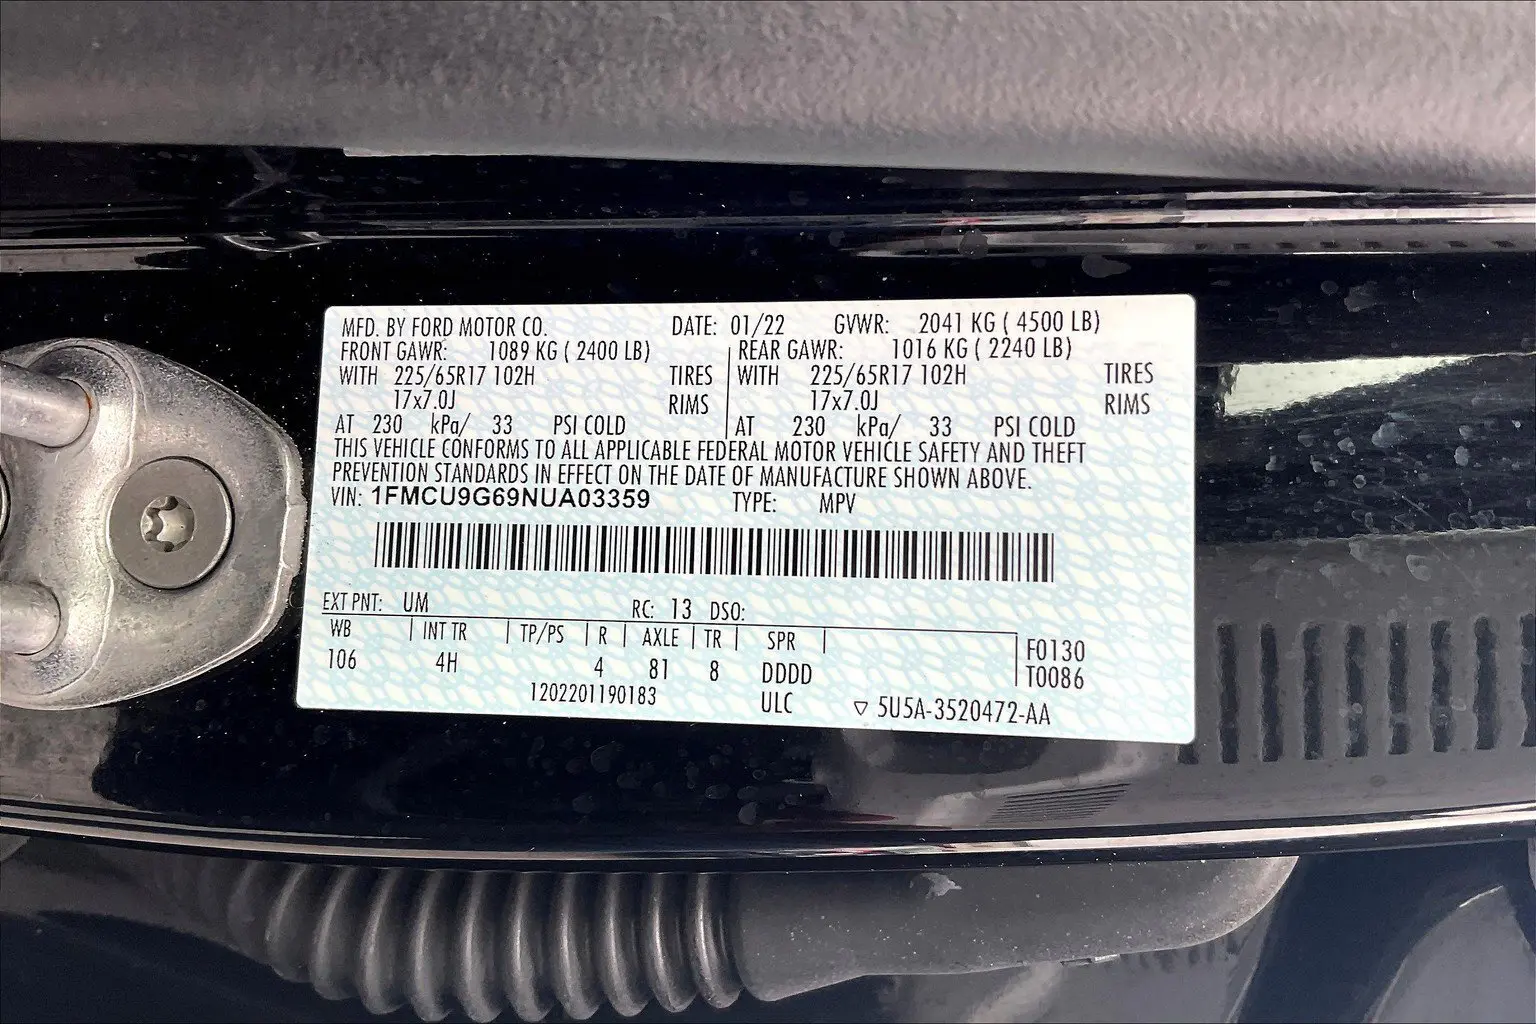 MFD. BY FORD MOTOR CO. DATE: 01/22 GVWR: 2041 KG ( 4500 LB)
FRONT GAWR: 1089 KG ( 2400 LB) REAR GAWR: 1016 KG ( 2240 LB)
WITH 225/65R17 102H TIRES WITH 225/65R17 102H TIRES
17x7.0J RIMS 17x7.0J RIMS
AT 230 kPa/ 33 PSI COLD AT 230 kPa/ 33 PSI COLD
THIS VEHICLE CONFORMS TO ALL APPLICABLE FEDERAL MOTOR VEHICLE SAFETY AND THEFT
PREVENTION STANDARDS IN EFFECT ON THE DATE OF MANUFACTURE SHOWN ABOVE.
VIN: 1FMCU9G69NUA03359 TYPE: MPV
EXT PNT: UM RC: 13 DSO:
WB INT TR TP/PS R AXLE TR SPR F0130
106 4H 4 81 8 DDDD T0086
1202201190183 ULC ▽ 5U5A-3520472-AA